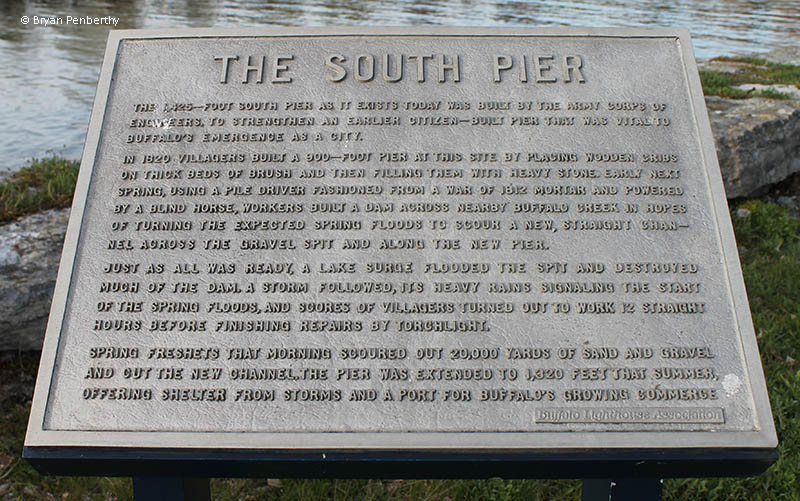 © Bryan Penberthy
THE SOUTH PIER
THE 1,425-FOOT SOUTH PIER AS IT EXISTS TODAY WAS BUILT BY THE ARMY CORPS OF
ENGINEERS, TO STRENGTHEN AN EARLIER CITIZEN-BUILT PIER THAT WAS VITAL TO
BUFFALO'S EMERGENCE AS A CITY.
IN 1820 VILLAGERS BUILT A 900-FOOT PIER AT THIS SITE BY PLACING WOODEN CRIBS
ON THICK BEDS OF BRUSH AND THEN FILLING THEM WITH HEAVY STONE. EARLY NEXT
SPRING, USING A PILE DRIVER FASHIONED FROM A WAR OF 1812 MORTAR AND POWERED
BY A BLIND HORSE, WORKERS BUILT A DAM ACROSS NEARBY BUFFALO CREEK IN HOPES
OF TURNING THE EXPECTED SPRING FLOODS TO SCOUR A NEW, STRAIGHT CHAN-
NEL ACROSS THE GRAVEL SPIT AND ALONG THE NEW PIER.
JUST AS ALL WAS READY, A LAKE SURGE FLOODED THE SPIT AND DESTROYED
MUCH OF THE DAM. A STORM FOLLOWED, ITS HEAVY RAINS SIGNALING THE START
OF THE SPRING FLOODS, AND SCORES OF VILLAGERS TURNED OUT TO WORK 12 STRAIGHT
HOURS BEFORE FINISHING REPAIRS BY TORCHLIGHT.
SPRING FRESHETS THAT MORNING SCOURED OUT 20,000 YARDS OF SAND AND GRAVEL
AND CUT THE NEW CHANNEL. THE PIER WAS EXTENDED TO 1,320 FEET THAT SUMMER,
OFFERING SHELTER FROM STORMS AND A PORT FOR BUFFALO'S GROWING COMMERCE
Buffalo Lighthouse Association